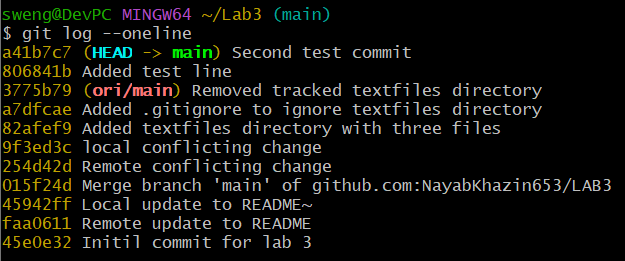 sweng@DevPC MINGW64 ~/Lab3 (main)
$ git log --oneline
a41b7c7 (HEAD -> main) Second test commit
806841b Added test line
3775b79 (ori/main) Removed tracked textfiles directory
a7dfcae Added .gitignore to ignore textfiles directory
82afef9 Added textfiles directory with three files
9f3ed3c local conflicting change
254d42d Remote conflicting change
015f24d Merge branch 'main' of github.com:NayabKhazin653/LAB3
45942ff Local update to README~
faa0611 Remote update to README
45e0e32 Initil commit for lab 3